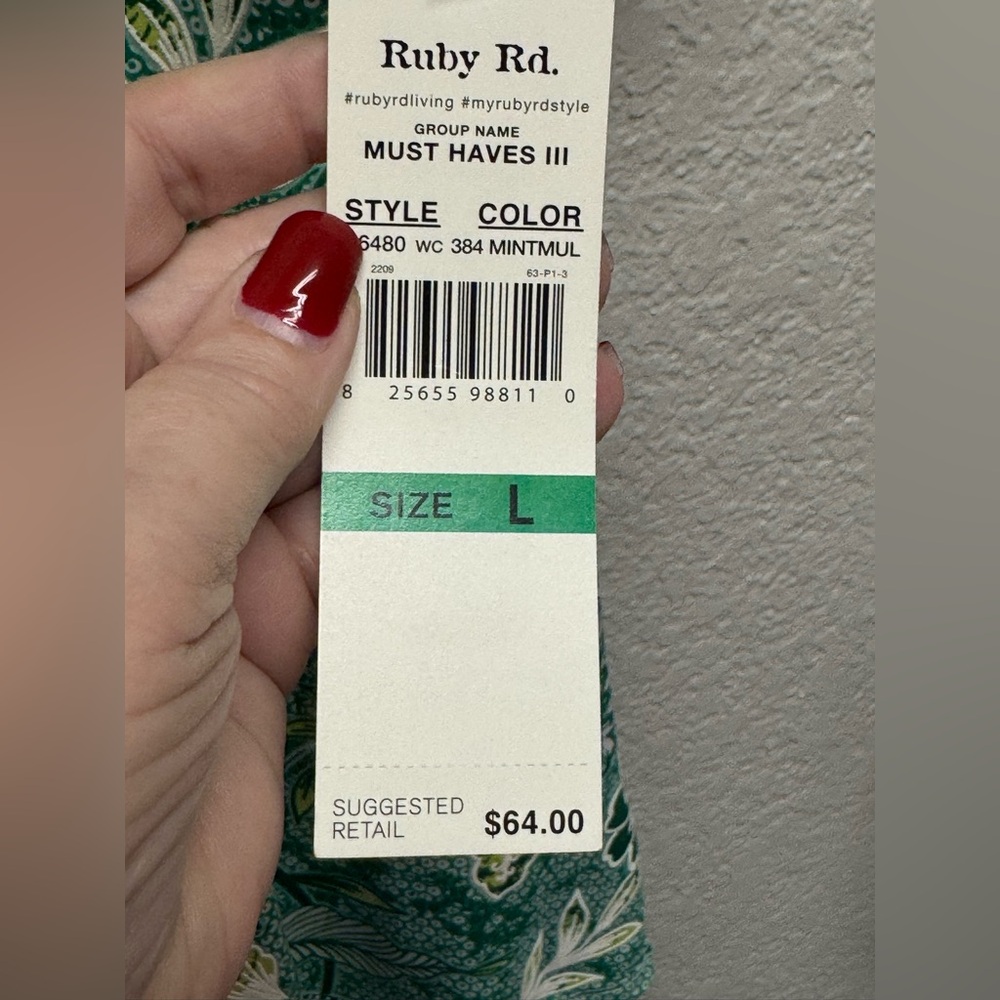 Ruby Rd.
#rubyrdliving #myrubyrdstyle
GROUP NAME
MUST HAVES III
STYLE COLOR
6480 WC 384 MINTMUL
2209 63-P1-3
8 25655 98811 0
SIZE L
SUGGESTED
RETAIL $64.00